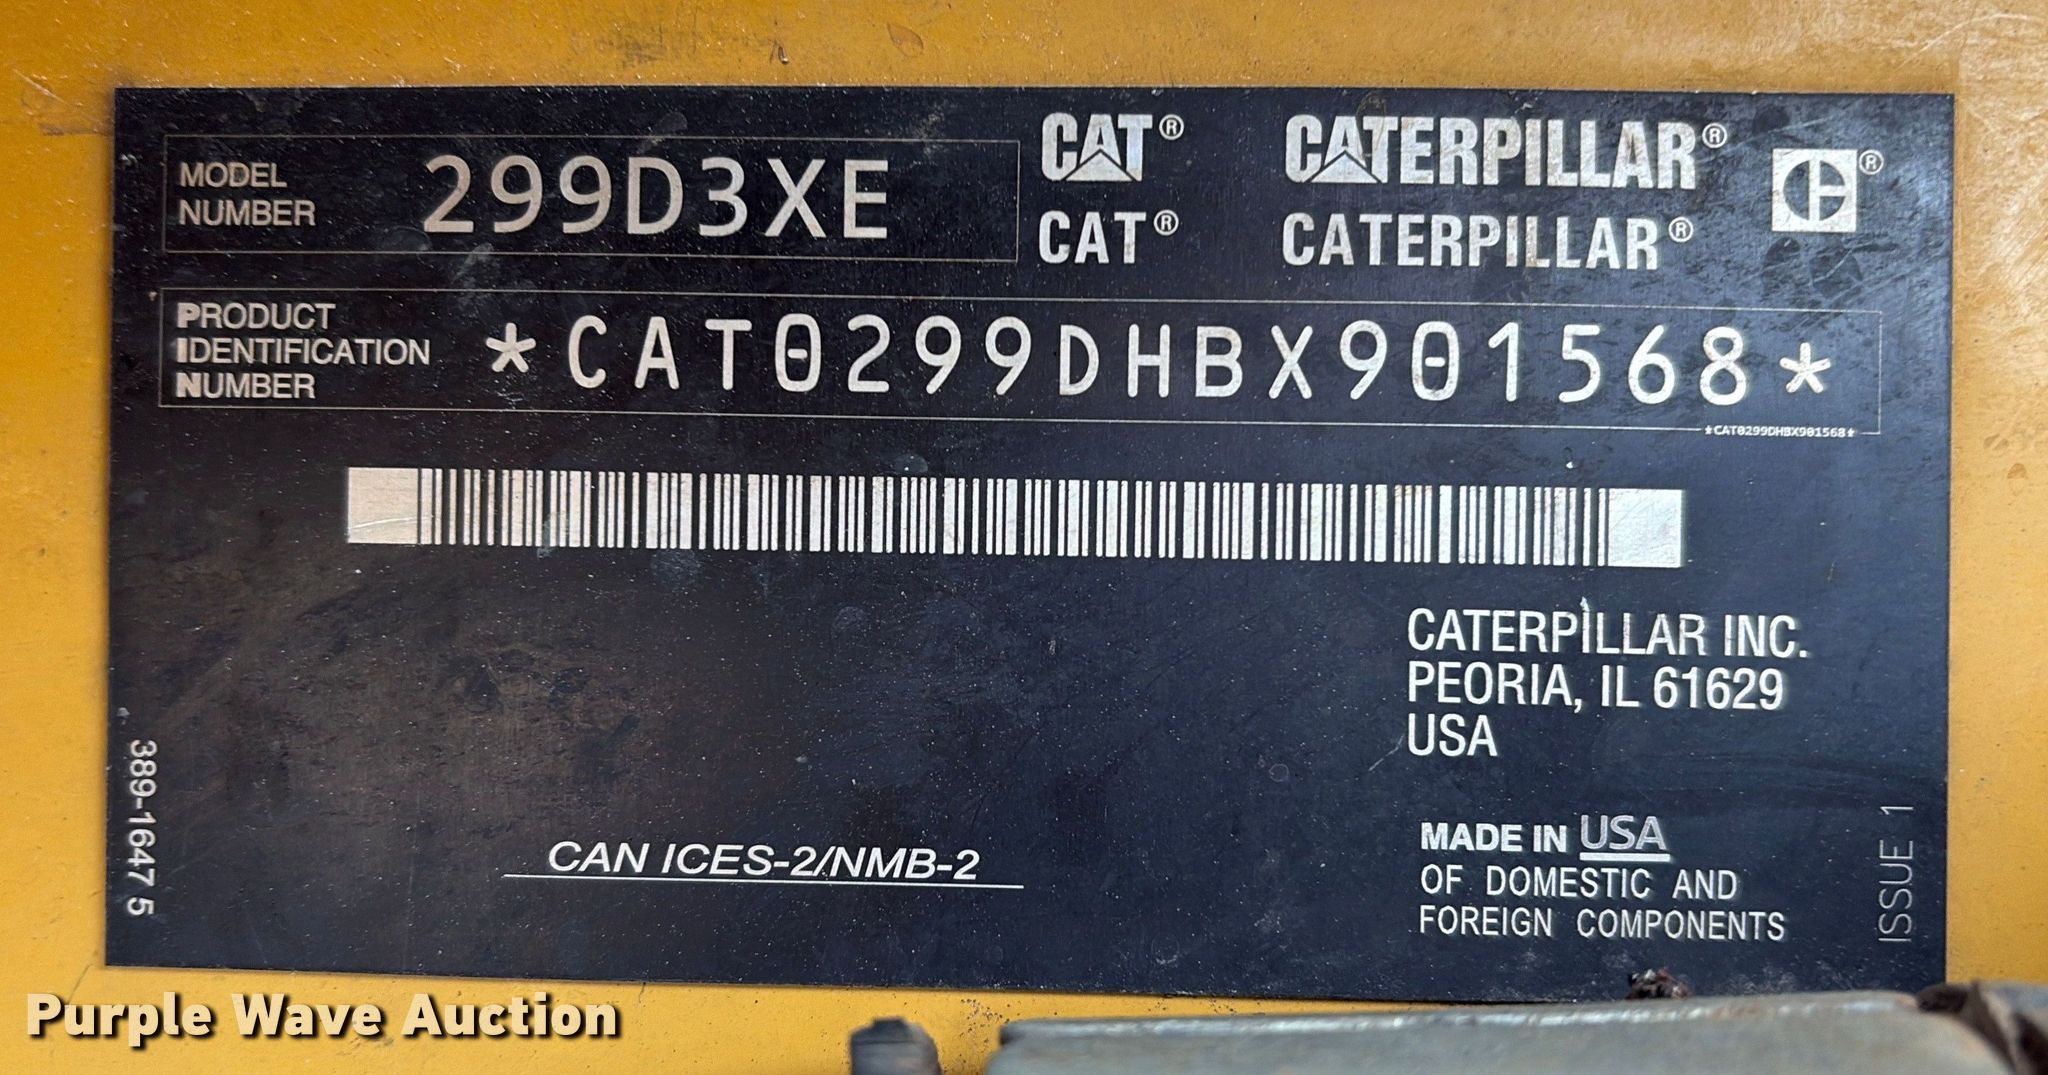 MODEL
NUMBER
299D3XE
CAT® CATERPILLAR® ®
CAT® CATERPILLAR®
PRODUCT
IDENTIFICATION
NUMBER
*CAT0299DHBX901568*
*CAT0299DHBX901568*
CATERPILLAR INC.
PEORIA, IL 61629
USA
389-1647 5
CAN ICES-2/NMB-2
MADE IN USA
OF DOMESTIC AND
FOREIGN COMPONENTS
ISSUE 1
Purple Wave Auction